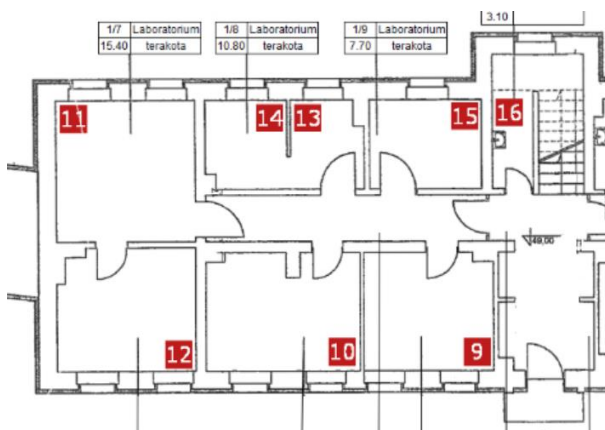 3.10
1/7 Laboratorium
15.40 terakota
1/8 Laboratorium
10.80 terakota
1/9 Laboratorium
7.70 terakota
11
14
13
15
16
49,00
12
10
9